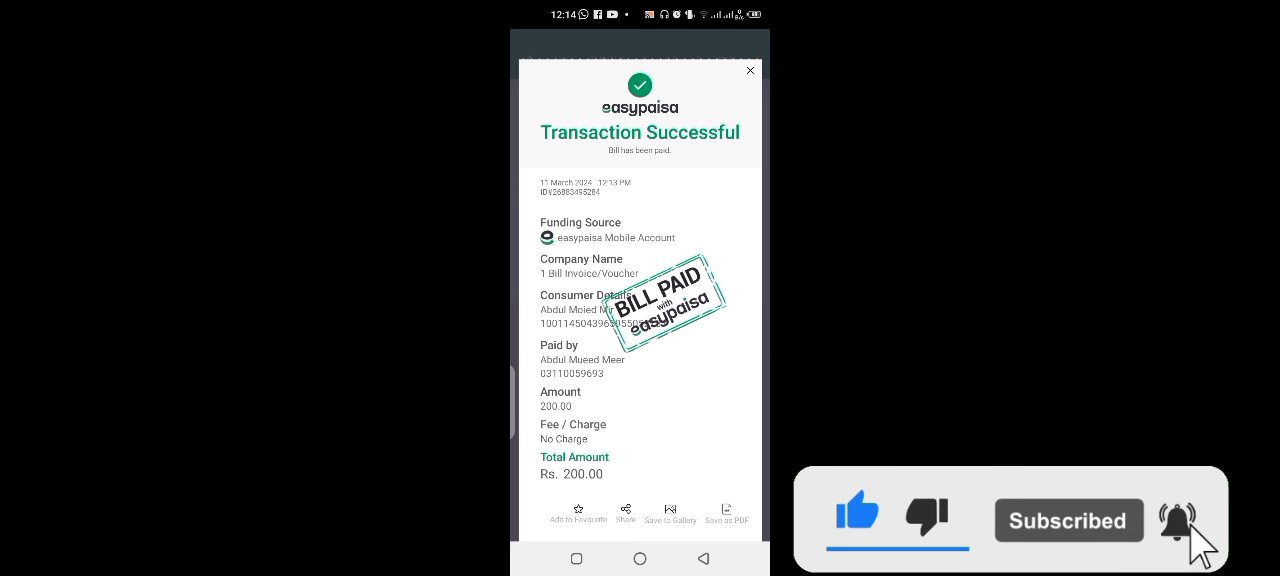 12:14
easypaisa
Transaction Successful
Bill has been paid.
11 March 2024, 12:13 PM
ID#26883495284
Funding Source
easypaisa Mobile Account
Company Name
1 Bill Invoice/Voucher
Consumer Details
Abdul Moied Mir
BILL PAID
with
easypaisa
Paid by
Abdul Mueed Meer
03110059693
Amount
200.00
Fee / Charge
No Charge
Total Amount
Rs. 200.00
Add to Favourite Share Save to Gallery Save as PDF
Subscribed